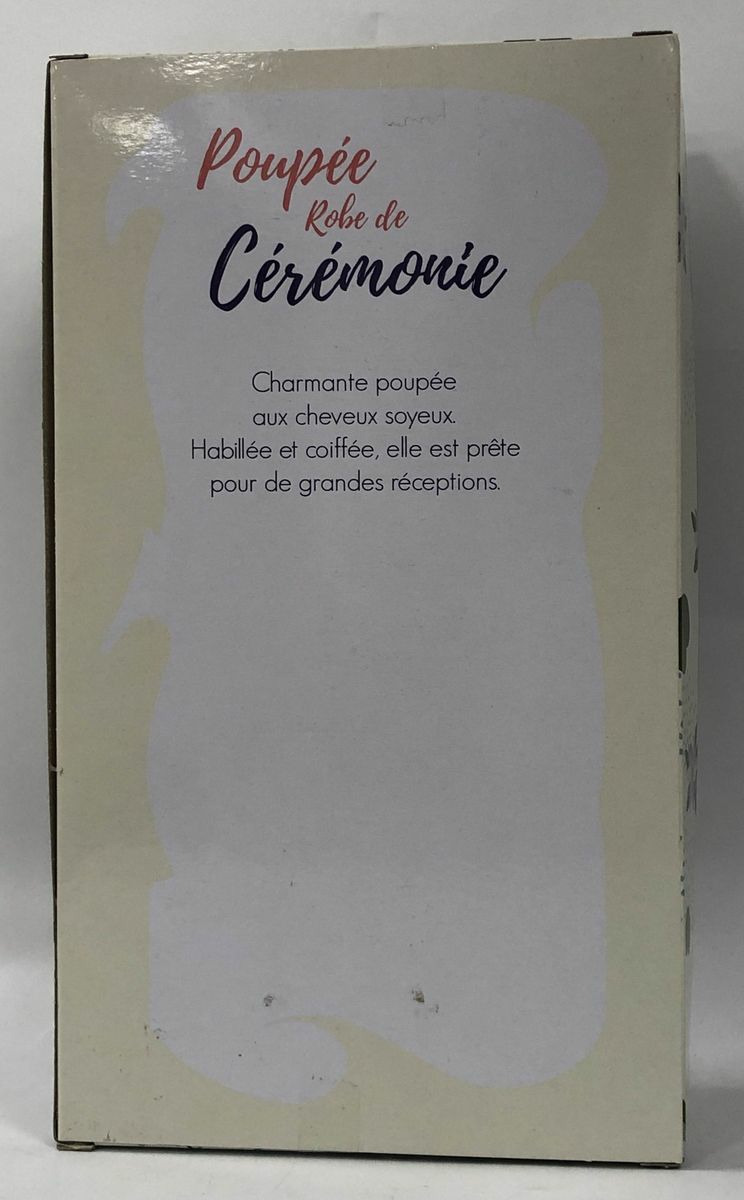 Poupée
Robe de
Cérémonie
Charmante poupée
aux cheveux soyeux.
Habillée et coiffée, elle est prête
pour de grandes réceptions.